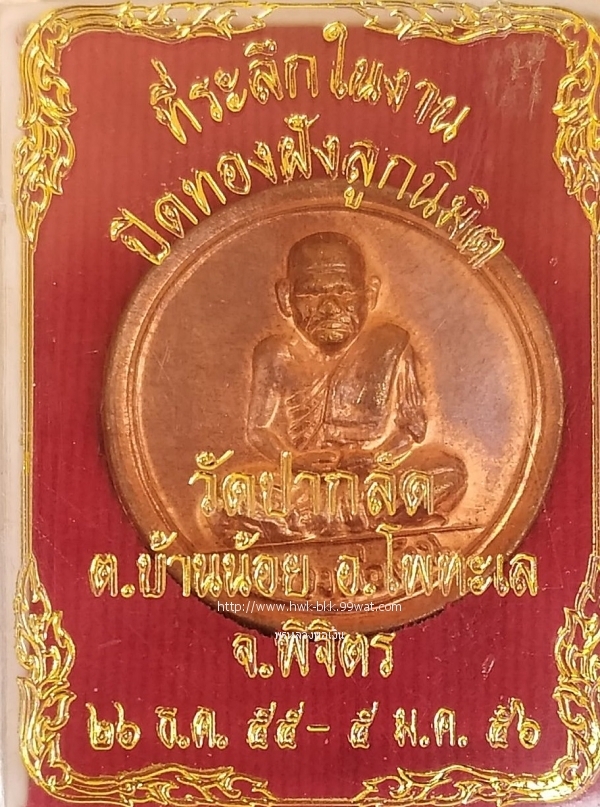 ที่ระลึกในงาน
ปิดทองฝังลูกนิมิต
วัดปากลัด
ต.บ้านน้อย อ.โพทะเล
http://www.hwk-bkk.99wat.com/
จ.พิจิตร
๒๖ ธ.ค. ๕๕ - ๕ ม.ค. ๕๖